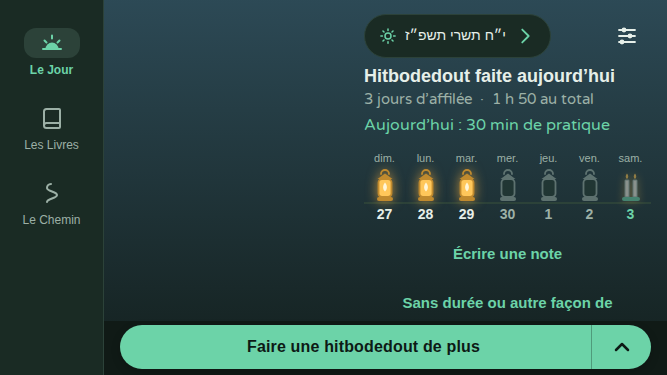 Le Jour
Les Livres
Le Chemin
י״ח תשרי תשפ״ז
Hitbodedout faite aujourd’hui
3 jours d’affilée · 1 h 50 au total
Aujourd’hui : 30 min de pratique
dim. lun. mar. mer. jeu. ven. sam.
27 28 29 30 1 2 3
Écrire une note
Sans durée ou autre façon de
Faire une hitbodedout de plus